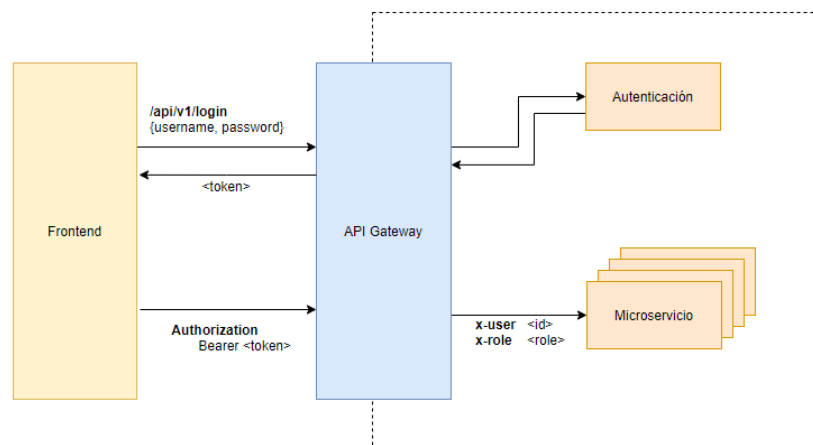 /api/v1/login
{username, password}
<token>
Frontend
API Gateway
Autenticación
Authorization
Bearer <token>
x-user <id>
x-role <role>
Microservicio